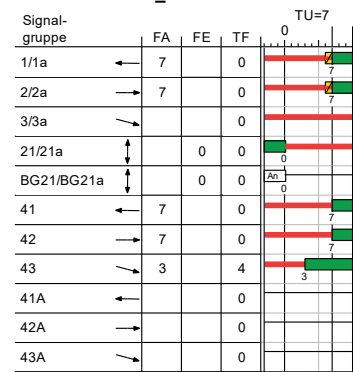 TU=7
Signal-
gruppe FA FE TF 0
1/1a 7 0 7
2/2a 7 0 7
3/3a 0
21/21a 0 0 0
BG21/BG21a 0 0 An 0
41 7 0 7
42 7 0 7
43 3 4 3
41A 0
42A 0
43A 0